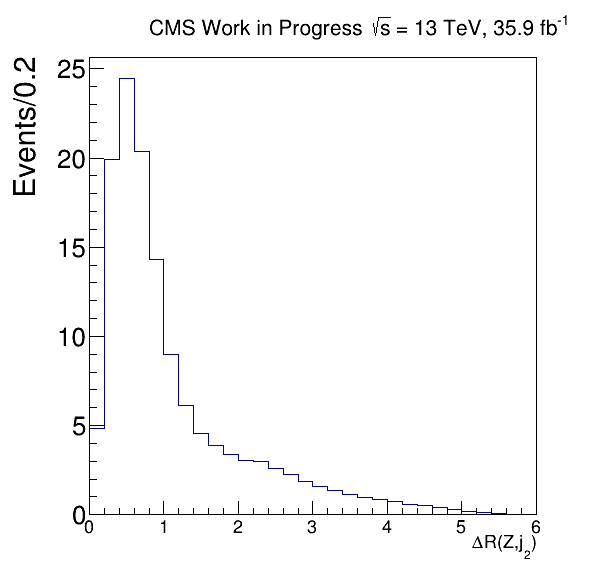 CMS Work in Progress √s = 13 TeV, 35.9 fb⁻¹
Events/0.2
25
20
15
10
5
0
0 1 2 3 4 5 6
ΔR(Z,j₂)